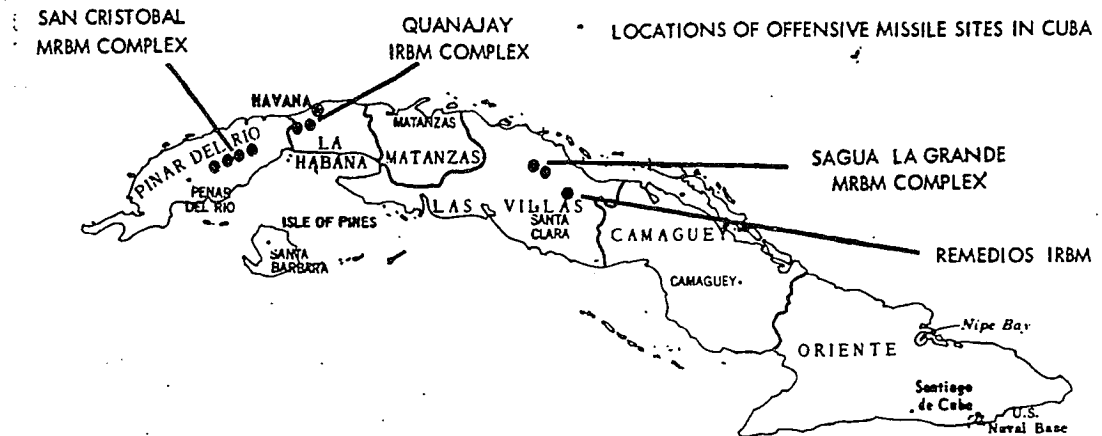 SAN CRISTOBAL
MRBM COMPLEX
QUANAJAY
IRBM COMPLEX
LOCATIONS OF OFFENSIVE MISSILE SITES IN CUBA
HAVANA
MATANZAS
PINAR DEL RIO
LA
HABANA
MATANZAS
SAGUA LA GRANDE
MRBM COMPLEX
PENAR
DEL RIO
LAS VILLAS
ISLE OF PINES
SANTA
CLARA
CAMAGUEY
SANTA
BARBARA
REMEDIOS IRBM
CAMAGUEY
Nipe Bay
ORIENTE
Santiago
de Cuba
U.S.
Naval Base